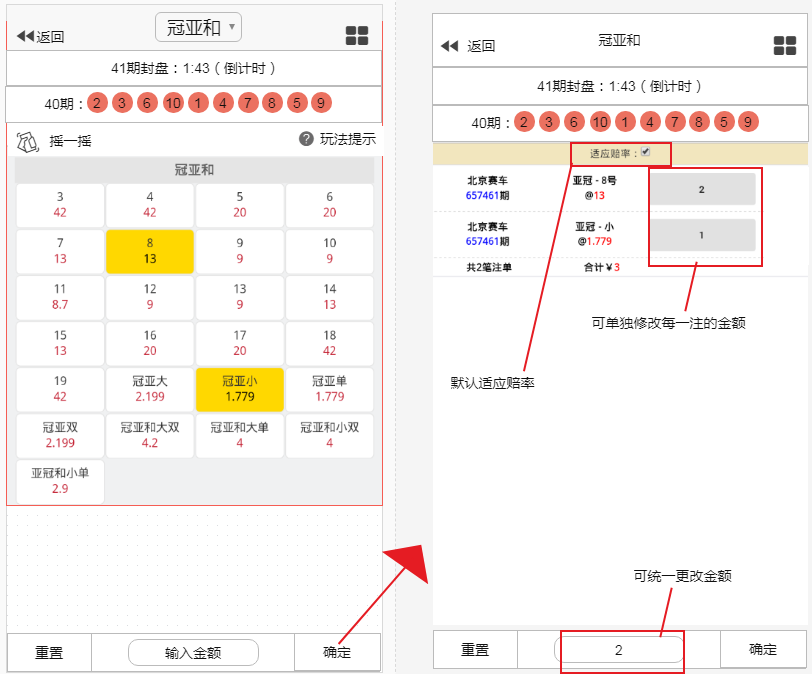 返回
冠亚和
41期封盘：1:43（倒计时）
40期：2 3 6 10 1 4 7 8 5 9
摇一摇
玩法提示
冠亚和
3 4 5 6
42 42 20 20
7 8 9 10
13 13 9 9
11 12 13 14
8.7 9 9 13
15 16 17 18
13 20 20 42
19 冠亚大 冠亚小 冠亚单
42 2.199 1.779 1.779
冠亚双 冠亚和大双 冠亚和大单 冠亚和小双
2.199 4.2 4 4
亚冠和小单
2.9
重置 输入金额 确定
返回
冠亚和
41期封盘：1:43（倒计时）
40期：2 3 6 10 1 4 7 8 5 9
适应赔率：
北京赛车 亚冠 - 8号 2
657461期 @13
北京赛车 亚冠 - 小 1
657461期 @1.779
共2笔注单 合计￥3
可单独修改每一注的金额
默认适应赔率
可统一更改金额
重置 2 确定